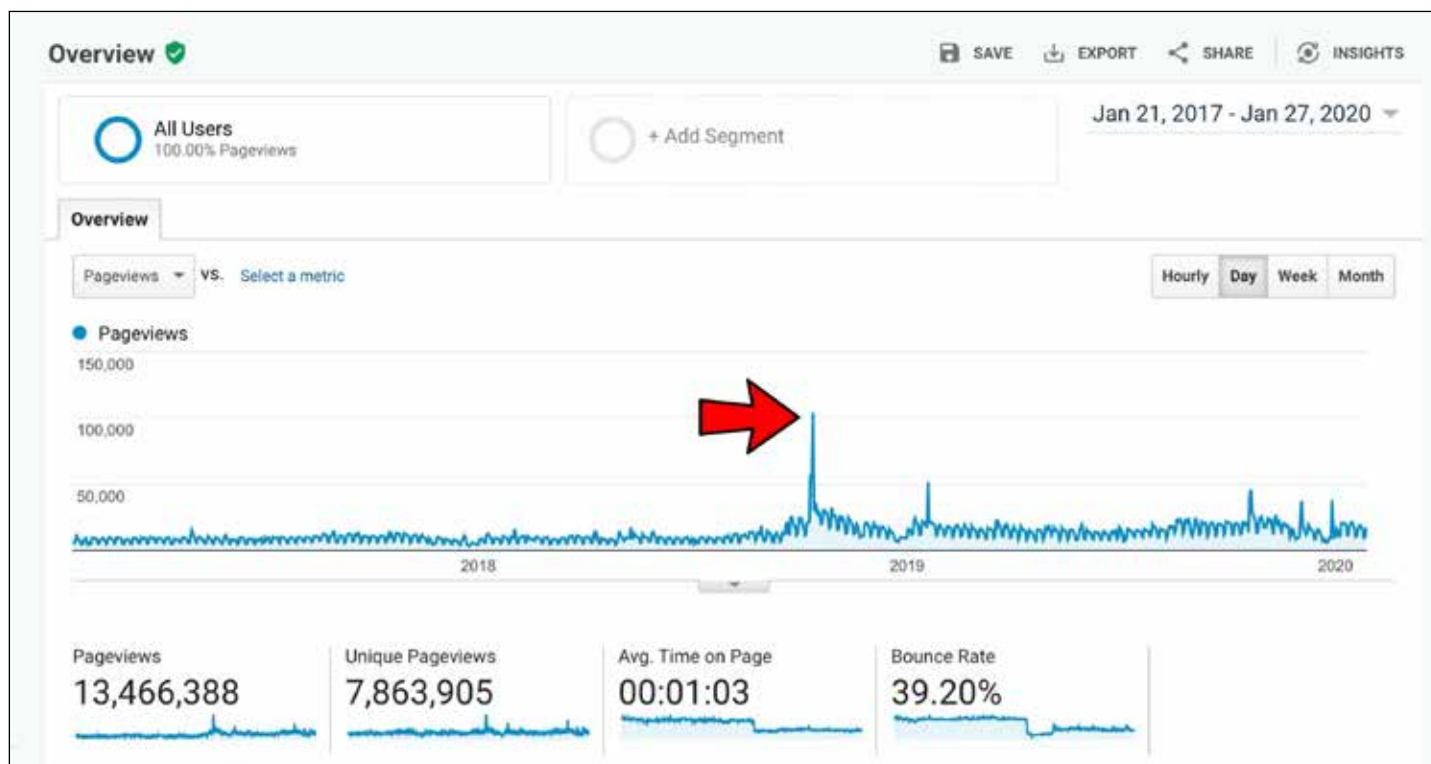 Overview
SAVE EXPORT SHARE INSIGHTS
All Users
100.00% Pageviews
+ Add Segment
Jan 21, 2017 - Jan 27, 2020
Overview
Pageviews VS. Select a metric
Hourly Day Week Month
Pageviews
150,000
100,000
50,000
2018 2019 2020
Pageviews Unique Pageviews Avg. Time on Page Bounce Rate
13,466,388 7,863,905 00:01:03 39.20%